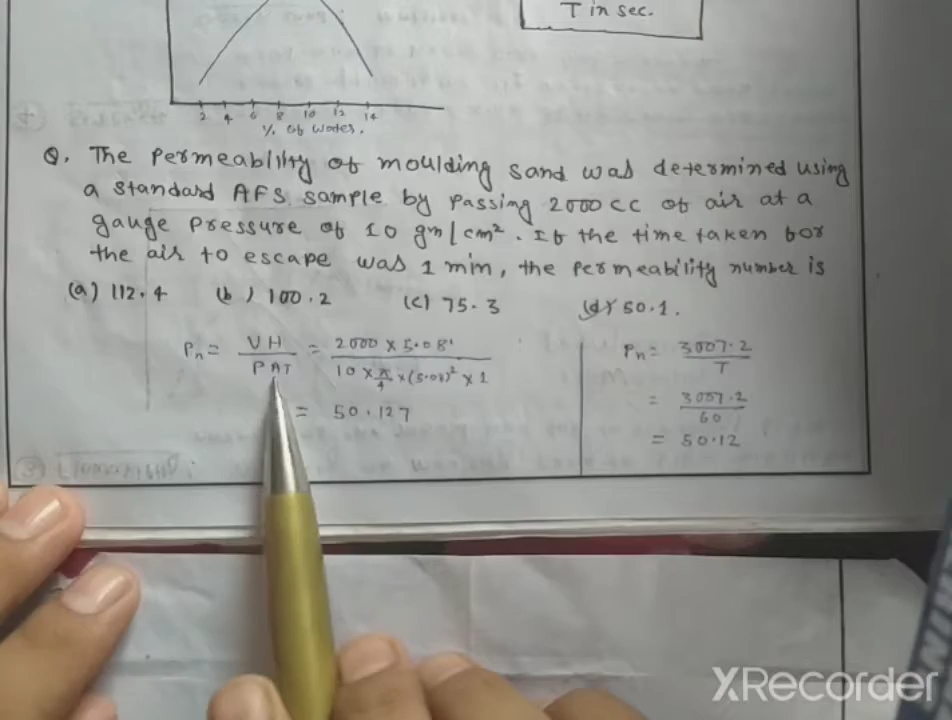 T in sec.
2 4 6 8 10 12 14
% of water.
Q. The permeability of moulding sand was determined using
a standard AFS sample by passing 2000 cc of air at a
gauge pressure of 10 gm/cm². If the time taken for
the air to escape was 1 min, the permeability number is
(a) 112.4 (b) 100.2 (c) 75.3 (d) 50.1.
Pn = VH / PAT = 2000 × 5.08 / 10 × π/4 × (5.08)² × 1
= 50.127
Pn = 3007.2 / T
= 3007.2 / 60
= 50.12
XRecorder